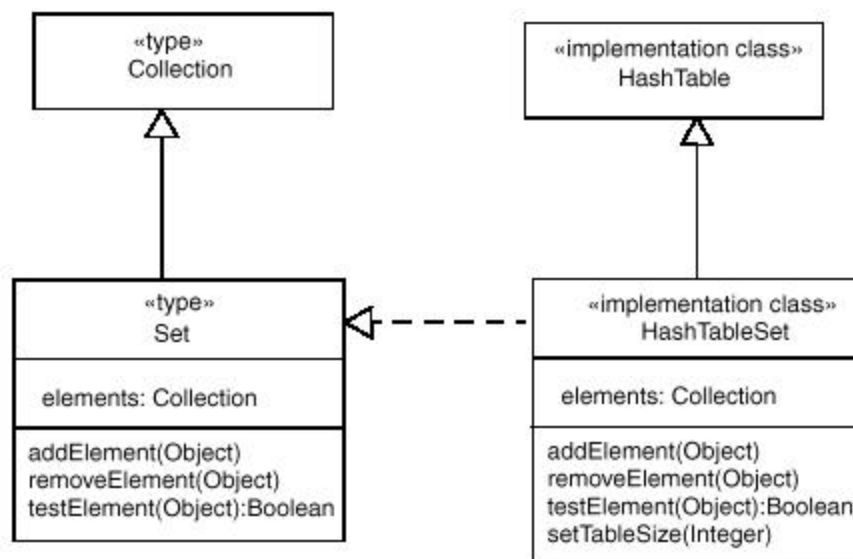 «type»
Collection
«implementation class»
HashTable
«type»
Set
elements: Collection
addElement(Object)
removeElement(Object)
testElement(Object):Boolean
«implementation class»
HashTableSet
elements: Collection
addElement(Object)
removeElement(Object)
testElement(Object):Boolean
setTableSize(Integer)